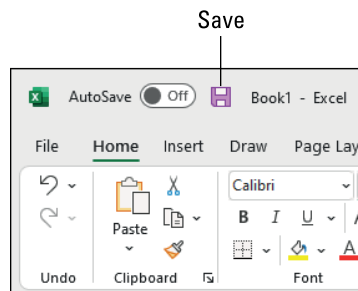 Save
AutoSave Off Book1 - Excel
File Home Insert Draw Page Lay
Calibri
Paste
B I U A
Undo Clipboard Font